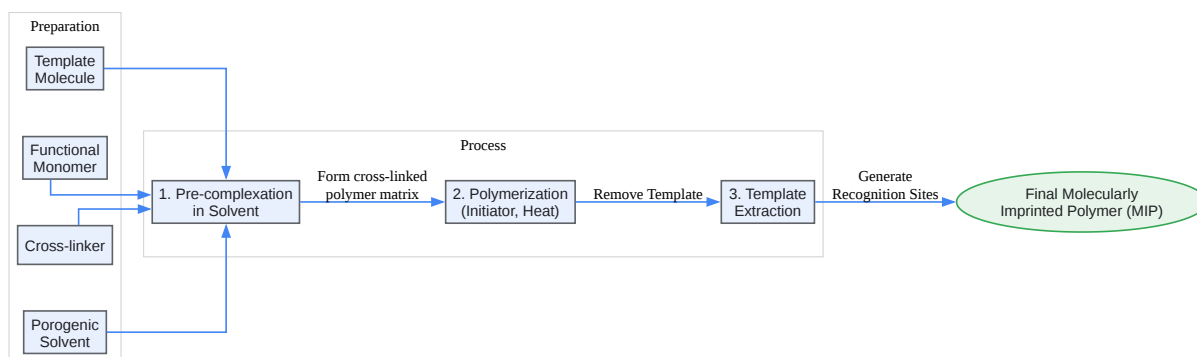 Preparation
Template
Molecule
Functional
Monomer
Cross-linker
Porogenic
Solvent
Process
1. Pre-complexation
in Solvent
Form cross-linked
polymer matrix
2. Polymerization
(Initiator, Heat)
Remove Template
3. Template
Extraction
Generate
Recognition Sites
Final Molecularly
Imprinted Polymer (MIP)